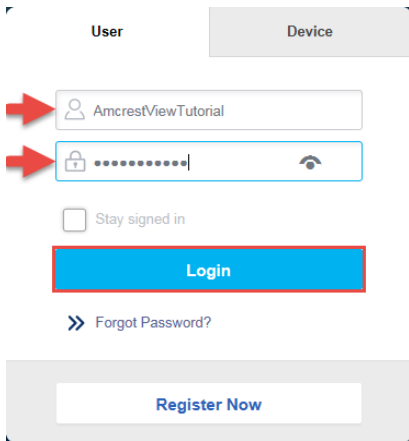 User
Device
AmcrestViewTutorial
•••••••••••
Stay signed in
Login
Forgot Password?
Register Now